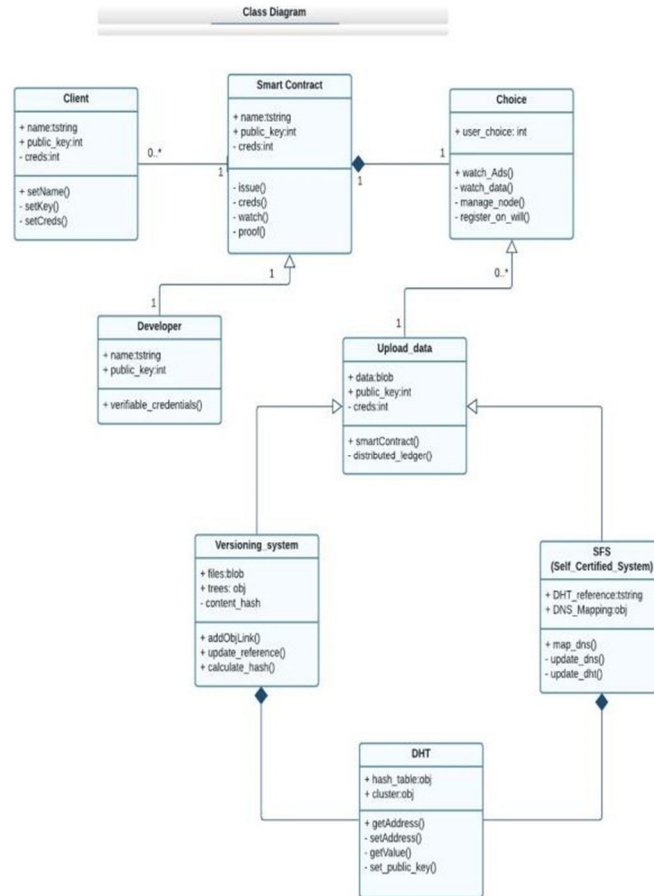 Class Diagram
Client
+ name:tstring
+ public_key:int
- creds:int
+ setName()
- setKey()
- setCreds()
0..*
1
Smart Contract
+ name:tstring
+ public_key:int
- creds:int
- issue()
- creds()
- watch()
- proof()
1
1
Choice
+ user_choice: int
+ watch_Ads()
- watch_data()
- manage_node()
- register_on_will()
1
1
Developer
+ name:tstring
+ public_key:int
+ verifiable_credentials()
0..*
1
Upload_data
+ data:blob
+ public_key:int
- creds:int
+ smartContract()
- distributed_ledger()
Versioning_system
+ files:blob
+ trees: obj
- content_hash
+ addObjLink()
+ update_reference()
+ calculate_hash()
SFS
(Self_Certified_System)
+ DHT_reference:tstring
+ DNS_Mapping:obj
+ map_dns()
- update_dns()
- update_dht()
DHT
+ hash_table:obj
+ cluster:obj
+ getAddress()
- setAddress()
- getValue()
- set_public_key()